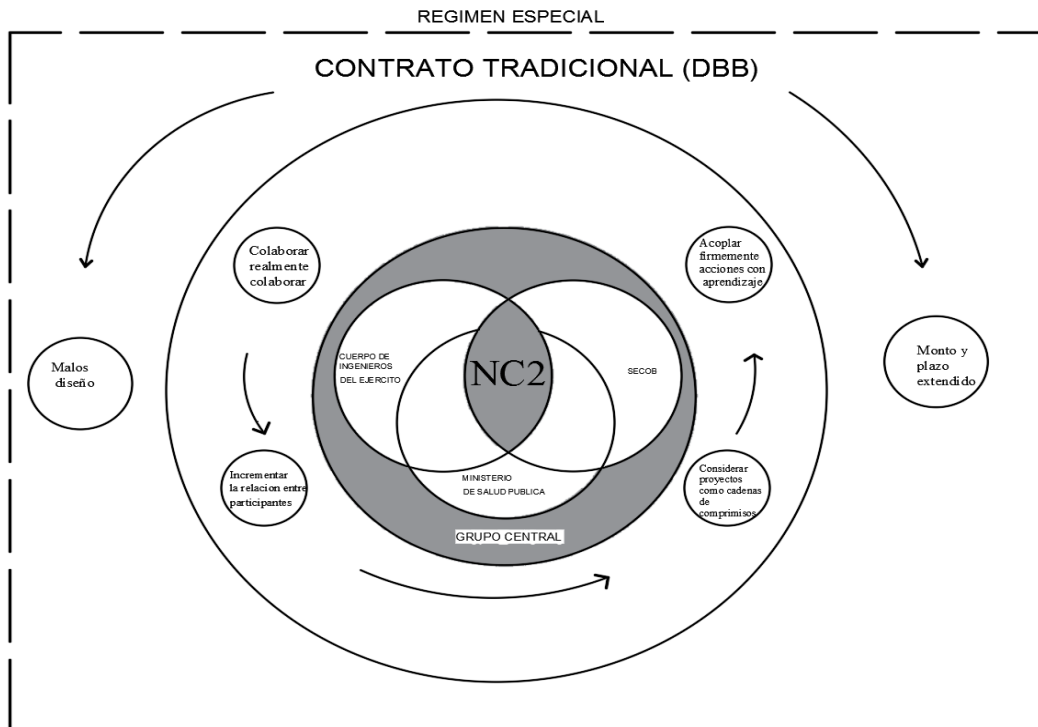 REGIMEN ESPECIAL
CONTRATO TRADICIONAL (DBB)
Colaborar
realmente
colaborar
Acoplar
firmemente
acciones con
aprendizaje
Malos
diseño
CUERPO DE
INGENIEROS
DEL EJERCITO
NC2
SECOB
Monto y
plazo
extendido
Incrementar
la relacion entre
participantes
MINISTERIO
DE SALUD PUBLICA
Considerar
proyectos
como cadenas
de
comprimisos
GRUPO CENTRAL